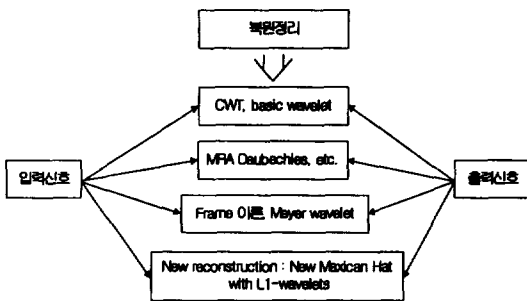 복원정리
CWT, basic wavelet
MRA Daubechies, etc.
입력신호
출력신호
Frame 이론 Mayer wavelet
New reconstruction : New Maxican Hat
with L1-wavelets